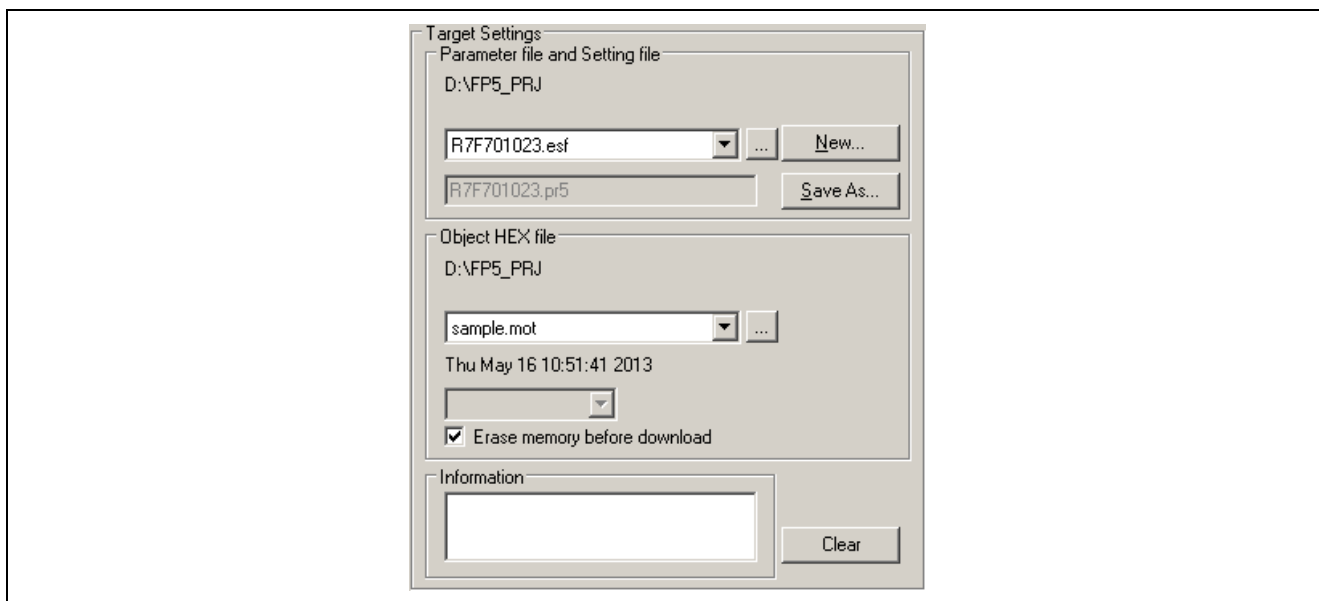 Target Settings
Parameter file and Setting file
D:\FP5_PRJ
R7F701023.esf
...
New...
R7F701023.pr5
Save As...
Object HEX file
D:\FP5_PRJ
sample.mot
...
Thu May 16 10:51:41 2013
Erase memory before download
Information
Clear